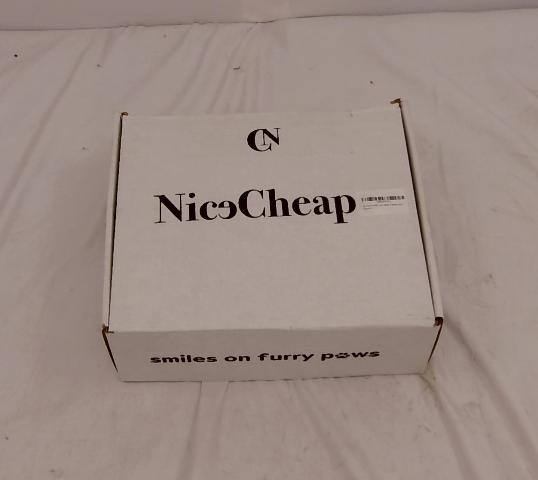 CN
NiceCheap
smiles on furry paws